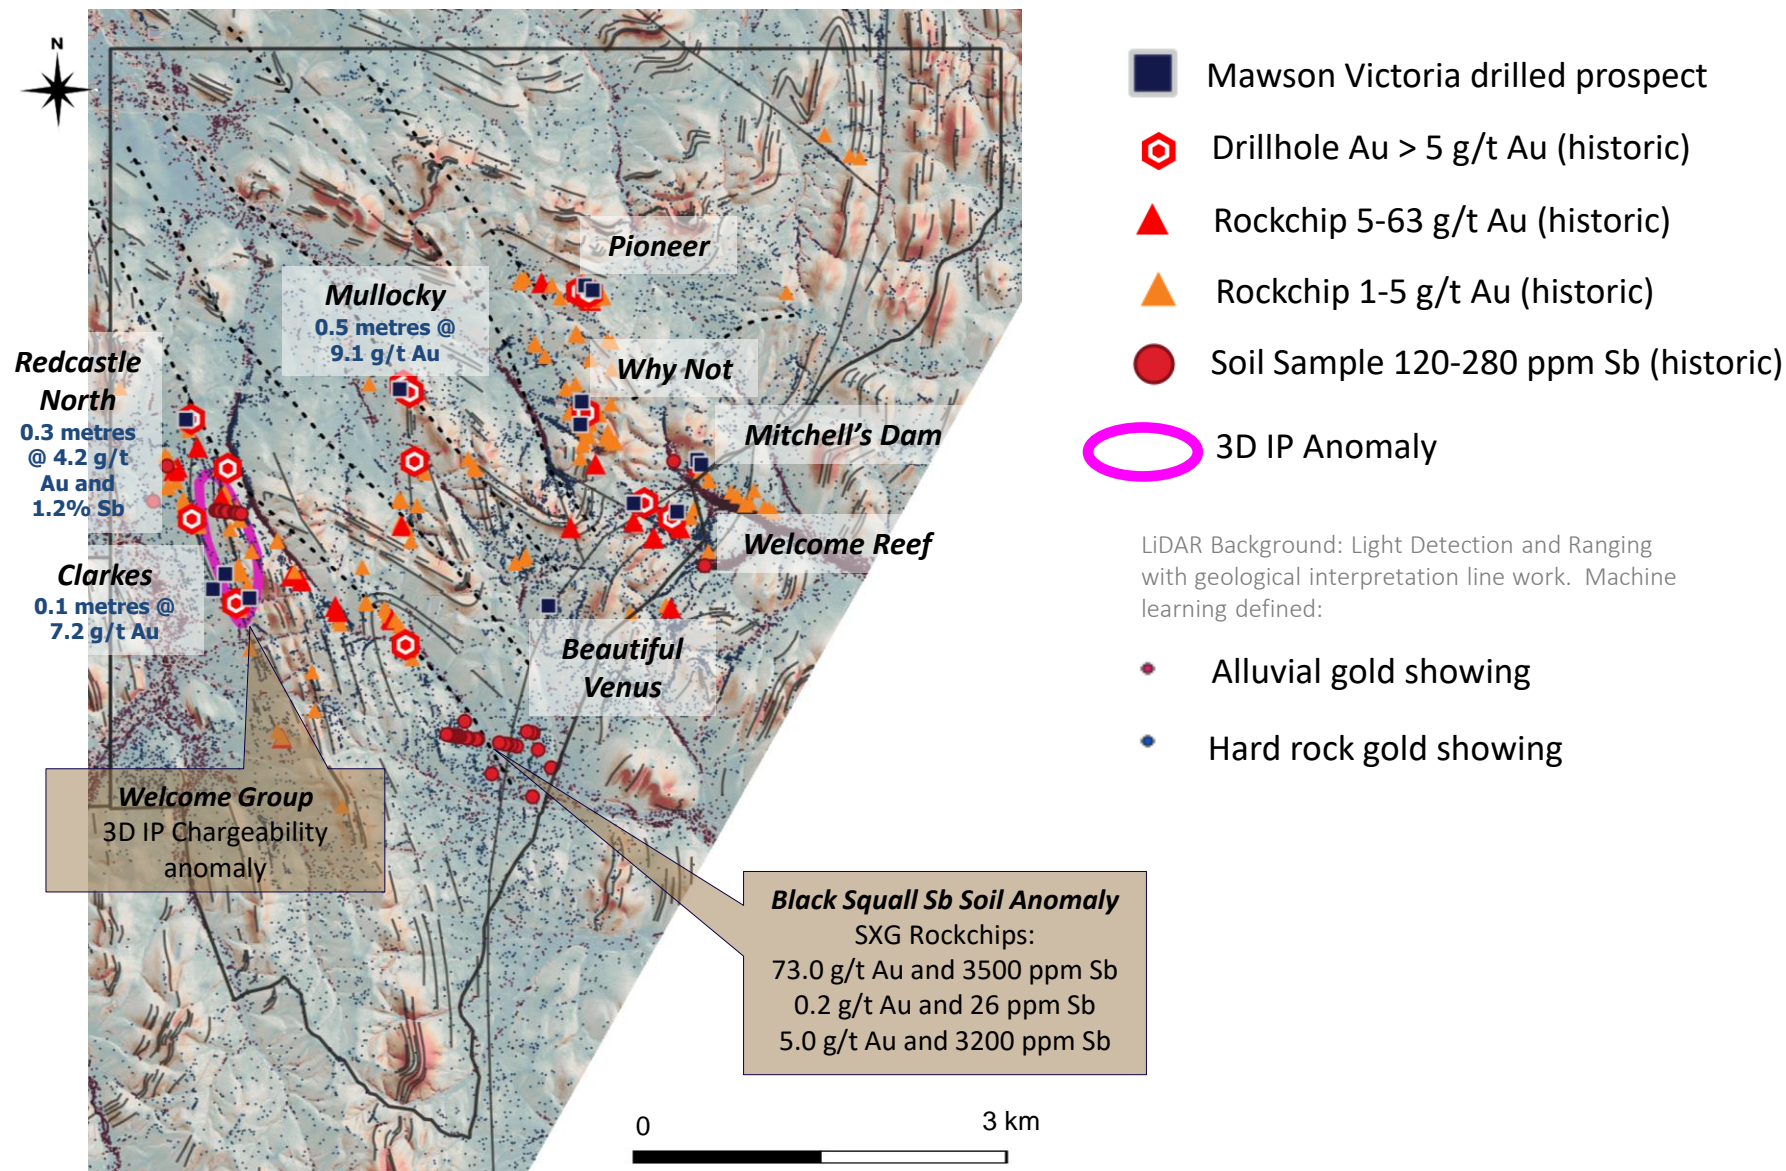 N
Pioneer
Mullocky
0.5 metres @
9.1 g/t Au
Redcastle
North
0.3 metres
@ 4.2 g/t
Au and
1.2% Sb
Why Not
Mitchell's Dam
Welcome Reef
Clarkes
0.1 metres @
7.2 g/t Au
Beautiful
Venus
Welcome Group
3D IP Chargeability
anomaly
Black Squall Sb Soil Anomaly
SXG Rockchips:
73.0 g/t Au and 3500 ppm Sb
0.2 g/t Au and 26 ppm Sb
5.0 g/t Au and 3200 ppm Sb
0
3 km
Mawson Victoria drilled prospect
Drillhole Au > 5 g/t Au (historic)
Rockchip 5-63 g/t Au (historic)
Rockchip 1-5 g/t Au (historic)
Soil Sample 120-280 ppm Sb (historic)
3D IP Anomaly
LiDAR Background: Light Detection and Ranging
with geological interpretation line work. Machine
learning defined:
Alluvial gold showing
Hard rock gold showing